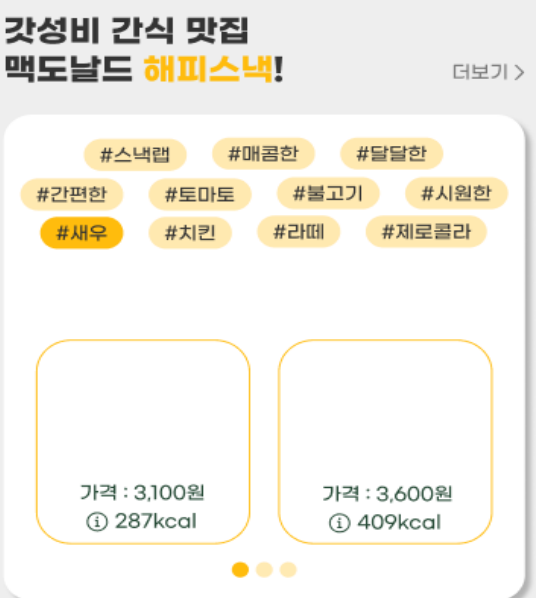 갓성비 간식 맛집
맥도날드 해피스낵!
더보기 >
#스낵랩 #매콤한 #달달한
#간편한 #토마토 #불고기 #시원한
#새우 #치킨 #라떼 #제로콜라
가격 : 3,100원
287kcal
가격 : 3,600원
409kcal